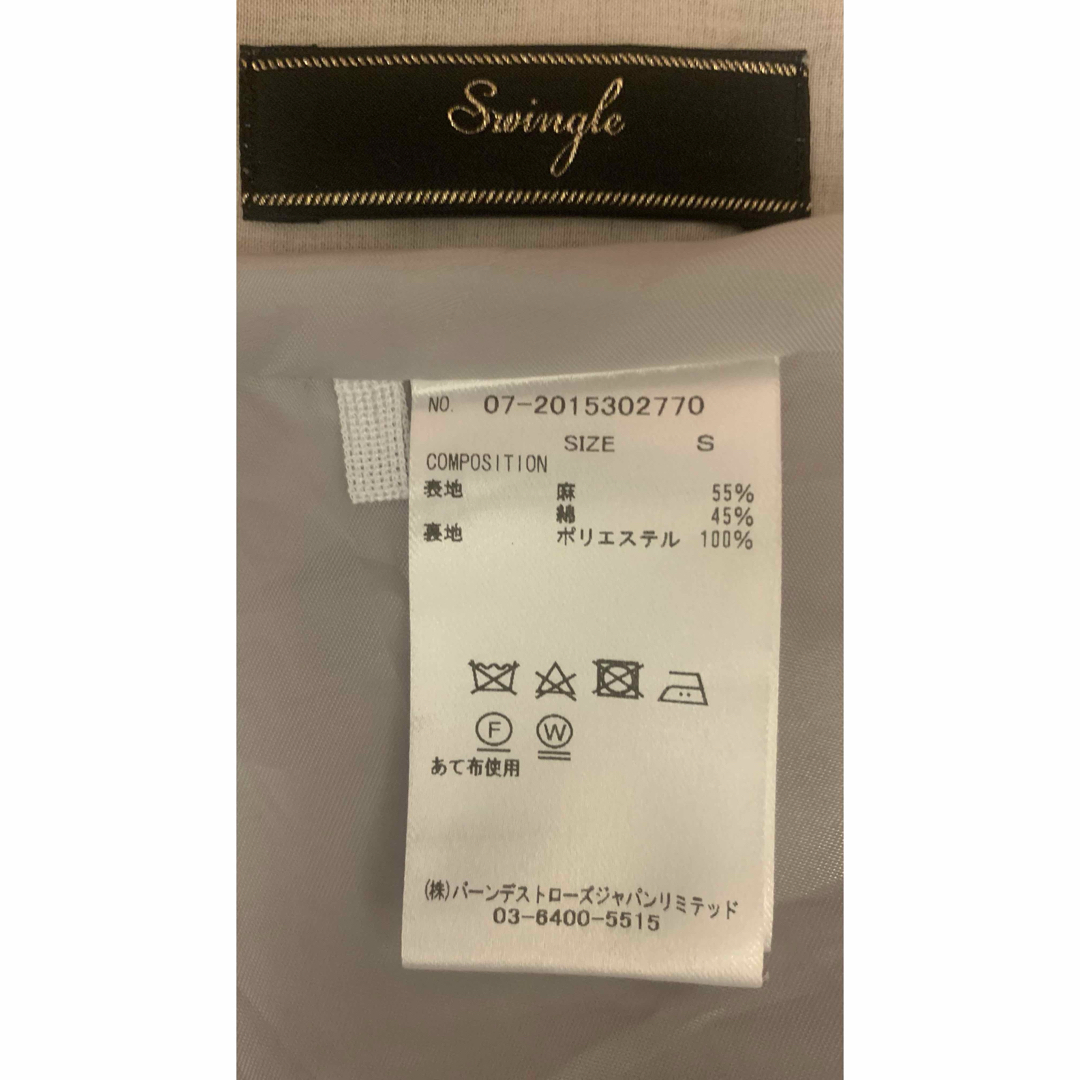 Swingle
NO. 07-2015302770
SIZE S
COMPOSITION
表地 麻 55%
綿 45%
裏地 ポリエステル 100%
F W
あて布使用
(株)バーンデストローズジャパンリミテッド
03-6400-5515